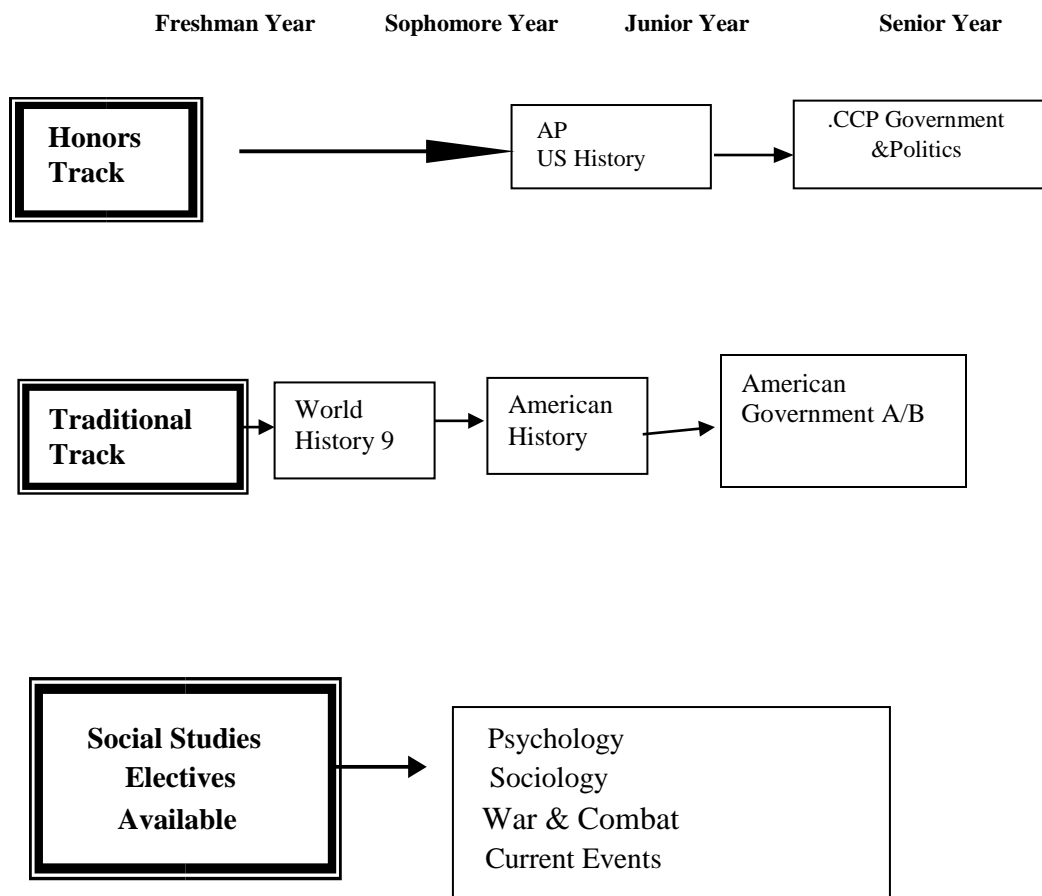 Freshman Year Sophomore Year Junior Year Senior Year
Honors
Track
AP
US History
.CCP Government
&Politics
Traditional
Track
World
History 9
American
History
American
Government A/B
Social Studies
Electives
Available
Psychology
Sociology
War & Combat
Current Events